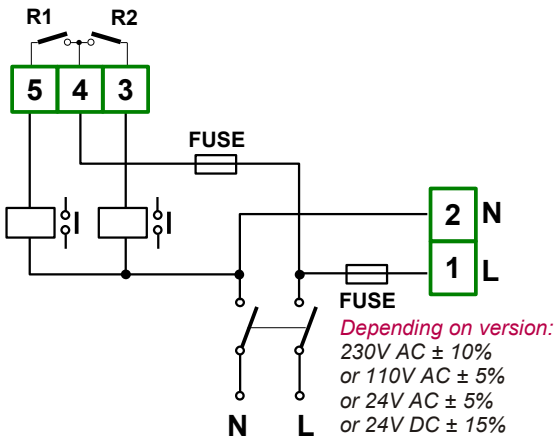 R1 R2
5 4 3
FUSE
2 N
1 L
FUSE
Depending on version:
230V AC ± 10%
or 110V AC ± 5%
or 24V AC ± 5%
or 24V DC ± 15%
N L